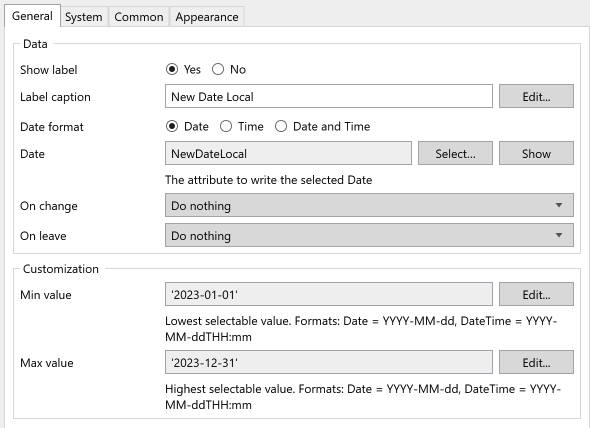 General System Common Appearance
Data
Show label Yes No
Label caption New Date Local Edit...
Date format Date Time Date and Time
Date NewDateLocal Select... Show
The attribute to write the selected Date
On change Do nothing
On leave Do nothing
Customization
Min value '2023-01-01' Edit...
Lowest selectable value. Formats: Date = YYYY-MM-dd, DateTime = YYYY-
MM-ddTHH:mm
Max value '2023-12-31' Edit...
Highest selectable value. Formats: Date = YYYY-MM-dd, DateTime = YYYY-
MM-ddTHH:mm